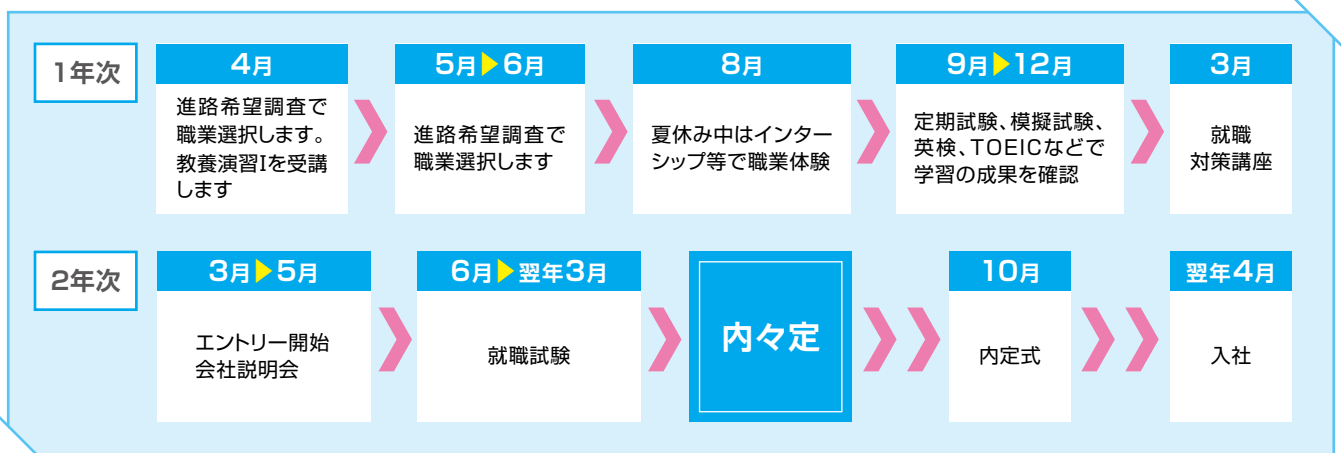 1年次
4月
進路希望調査で
職業選択します。
教養演習Iを受講
します
5月▶6月
進路希望調査で
職業選択します
8月
夏休み中はインター
シップ等で職業体験
9月▶12月
定期試験、模擬試験、
英検、TOEICなどで
学習の成果を確認
3月
就職
対策講座
2年次
3月▶5月
エントリー開始
会社説明会
6月▶翌年3月
就職試験
内々定
10月
内定式
翌年4月
入社